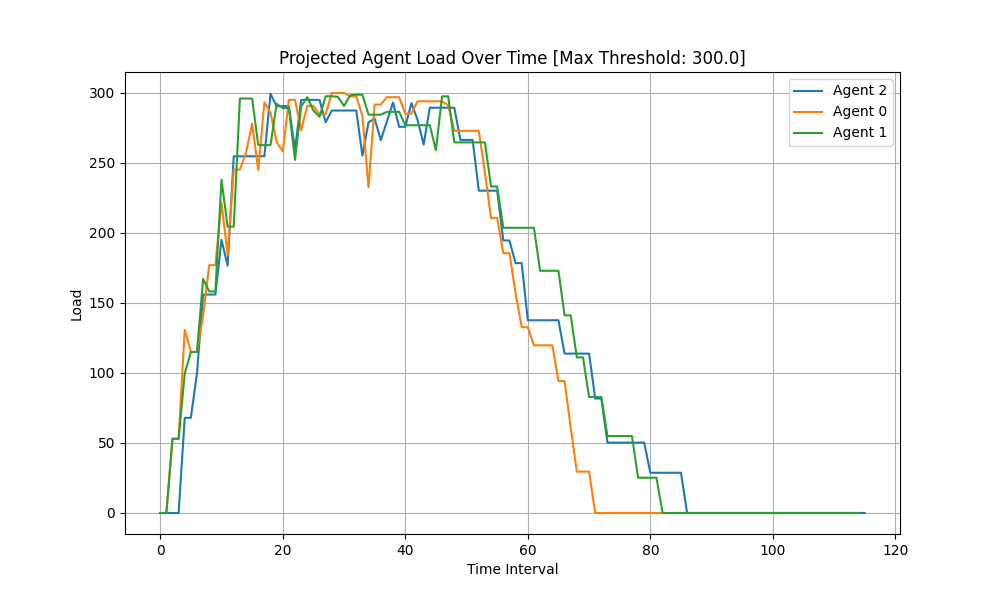 Projected Agent Load Over Time [Max Threshold: 300.0]
Agent 2
Agent 0
Agent 1
Load
300
250
200
150
100
50
0
0 20 40 60 80 100 120
Time Interval